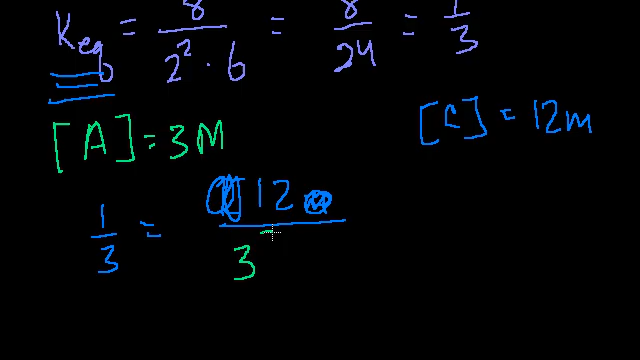 Keq = 8 / 2² · 6 = 8 / 24 = 1 / 3
[A] = 3M
[C] = 12M
1 / 3 = 12 / 3